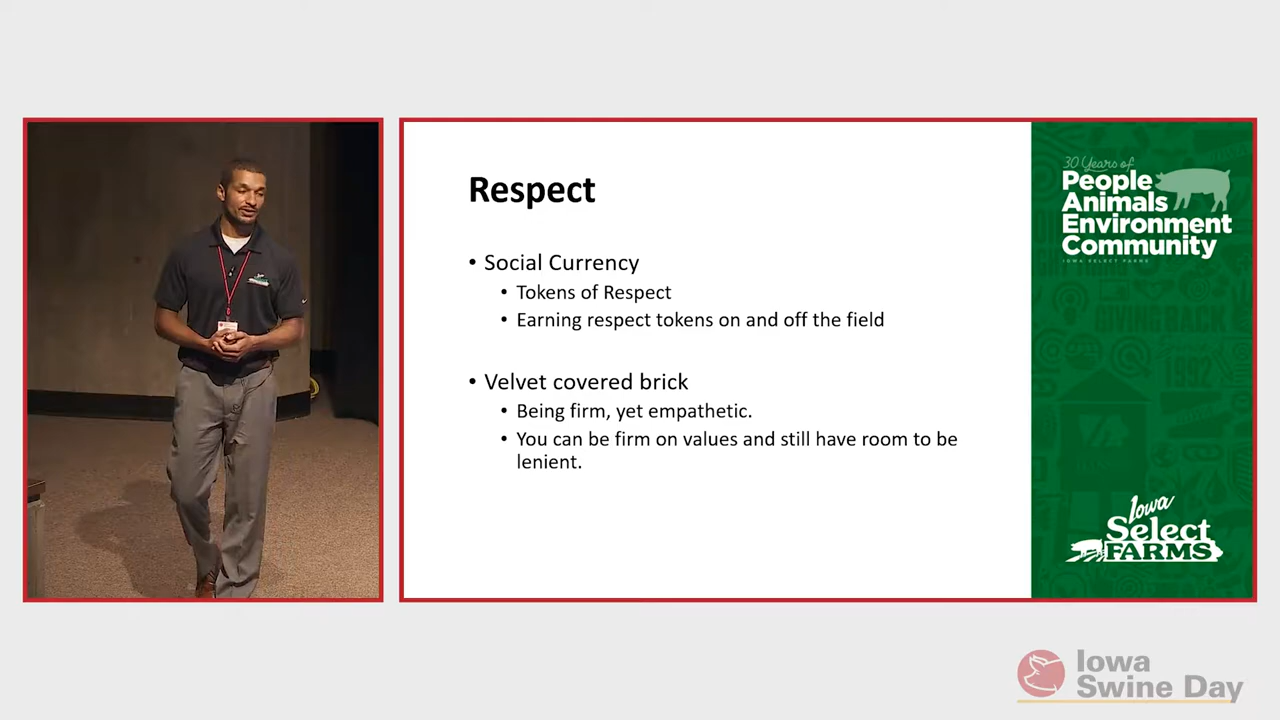 Respect
• Social Currency
• Tokens of Respect
• Earning respect tokens on and off the field
• Velvet covered brick
• Being firm, yet empathetic.
• You can be firm on values and still have room to be
lenient.
30 Years of
People
Animals
Environment
Community
IOWA SELECT FARMS
GIVING BACK
1992
Iowa
Select
FARMS
Iowa
Swine Day